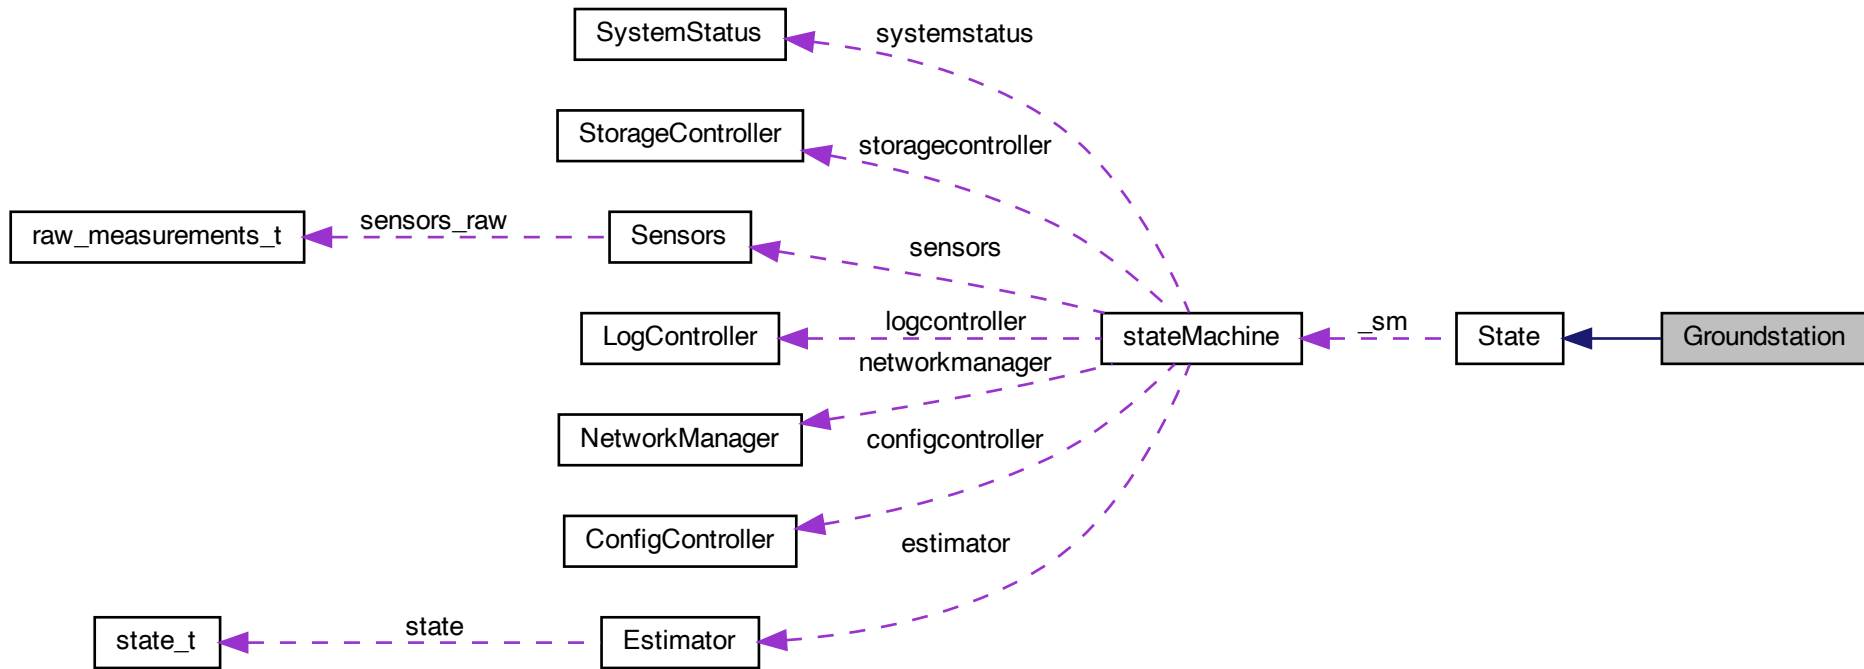 SystemStatus
systemstatus
StorageController
storagecontroller
raw_measurements_t
sensors_raw
Sensors
sensors
LogController
logcontroller
stateMachine
_sm
State
Groundstation
networkmanager
NetworkManager
configcontroller
ConfigController
estimator
state_t
state
Estimator